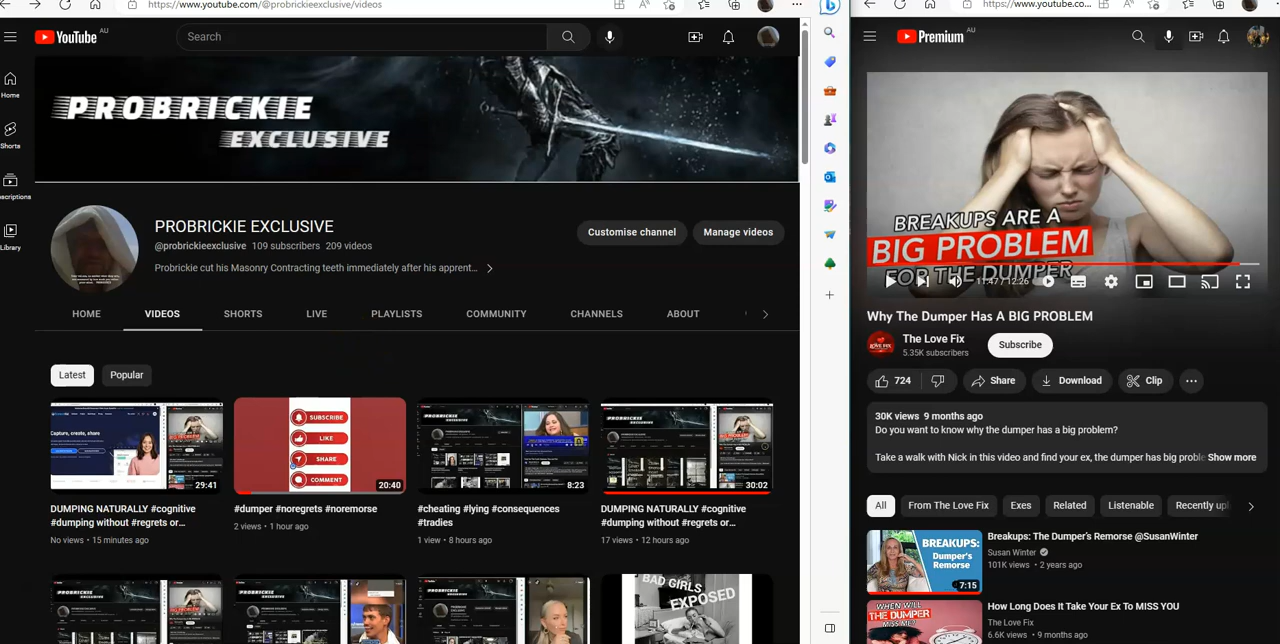 https://www.youtube.com/@probrickieexclusive/videos
YouTube AU
Search
PROBRICKIE
EXCLUSIVE
Home
Shorts
scriptions
Library
PROBRICKIE EXCLUSIVE
@probrickieexclusive 109 subscribers 209 videos
Probrickie cut his Masonry Contracting teeth immediately after his apprent...
Customise channel
Manage videos
HOME VIDEOS SHORTS LIVE PLAYLISTS COMMUNITY CHANNELS ABOUT
Latest Popular
Capture, create, share
29:41
SUBSCRIBE
LIKE
SHARE
COMMENT
20:40
8:23
30:02
DUMPING NATURALLY #cognitive
#dumping without #regrets or...
No views • 15 minutes ago
#dumper #noregrets #noremorse
2 views • 1 hour ago
#cheating #lying #consequences
#tradies
1 view • 8 hours ago
DUMPING NATURALLY #cognitive
#dumping without #regrets or...
17 views • 12 hours ago
BAD GIRLS
EXPOSED
https://www.youtube.co...
Premium AU
BREAKUPS ARE A
BIG PROBLEM
FOR THE DUMPER
11:47 / 12:26
Why The Dumper Has A BIG PROBLEM
The Love Fix
5.35K subscribers
Subscribe
724 Share Download Clip
30K views 9 months ago
Do you want to know why the dumper has a big problem?
Take a walk with Nick in this video and find your ex, the dumper has big proble Show more
All From The Love Fix Exes Related Listenable Recently upl
BREAKUPS:
Dumper's
Remorse
7:15
Breakups: The Dumper's Remorse @SusanWinter
Susan Winter
101K views • 2 years ago
WHEN WILL
THE DUMPER
MISS ME?
How Long Does It Take Your Ex To MISS YOU
The Love Fix
6.6K views • 9 months ago